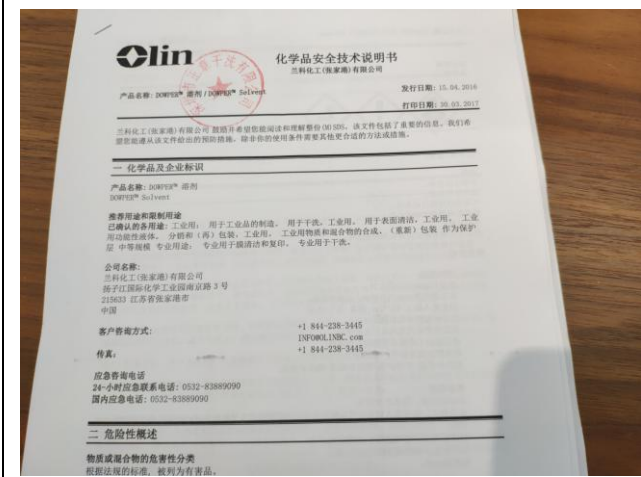 Olin
化学品安全技术说明书
兰科化工(张家港)有限公司
产品名称: DOWPER™ 溶剂/DOWPER™ Solvent
发行日期: 15.04.2016
打印日期: 30.03.2017
兰科化工(张家港)有限公司 鼓励并希望您能阅读和理解整份(M)SDS。该文件包括了重要的信息。我们希
望您能遵从该文件给出的预防措施。除非你的使用条件需要其他更合适的方法或措施。
一 化学品及企业标识
产品名称: DOWPER™ 溶剂
DOWPER™ Solvent
推荐用途和限制用途
已确认的各用途: 工业用; 用于工业品的制造。 用于干洗。工业用。 用于表面清洁。工业用。 工业
用功能性液体。 分销和(再)包装。工业用。 工业用物质和混合物的合成。(重新)包装 作为保护
层 中等规模 专业用途: 专业用于膜清洁和复印。 专业用于干洗。
公司名称:
兰科化工(张家港)有限公司
扬子江国际化学工业园南京路 3 号
215633 江苏省张家港市
中国
客户咨询方式: +1 844-238-3445
INFO@OLINBC.com
传真: +1 844-238-3445
应急咨询电话
24-小时应急联系电话: 0532-83889090
国内应急电话: 0532-83889090
二 危险性概述
物质或混合物的危害性分类
根据法规的标准, 被列为有害品。